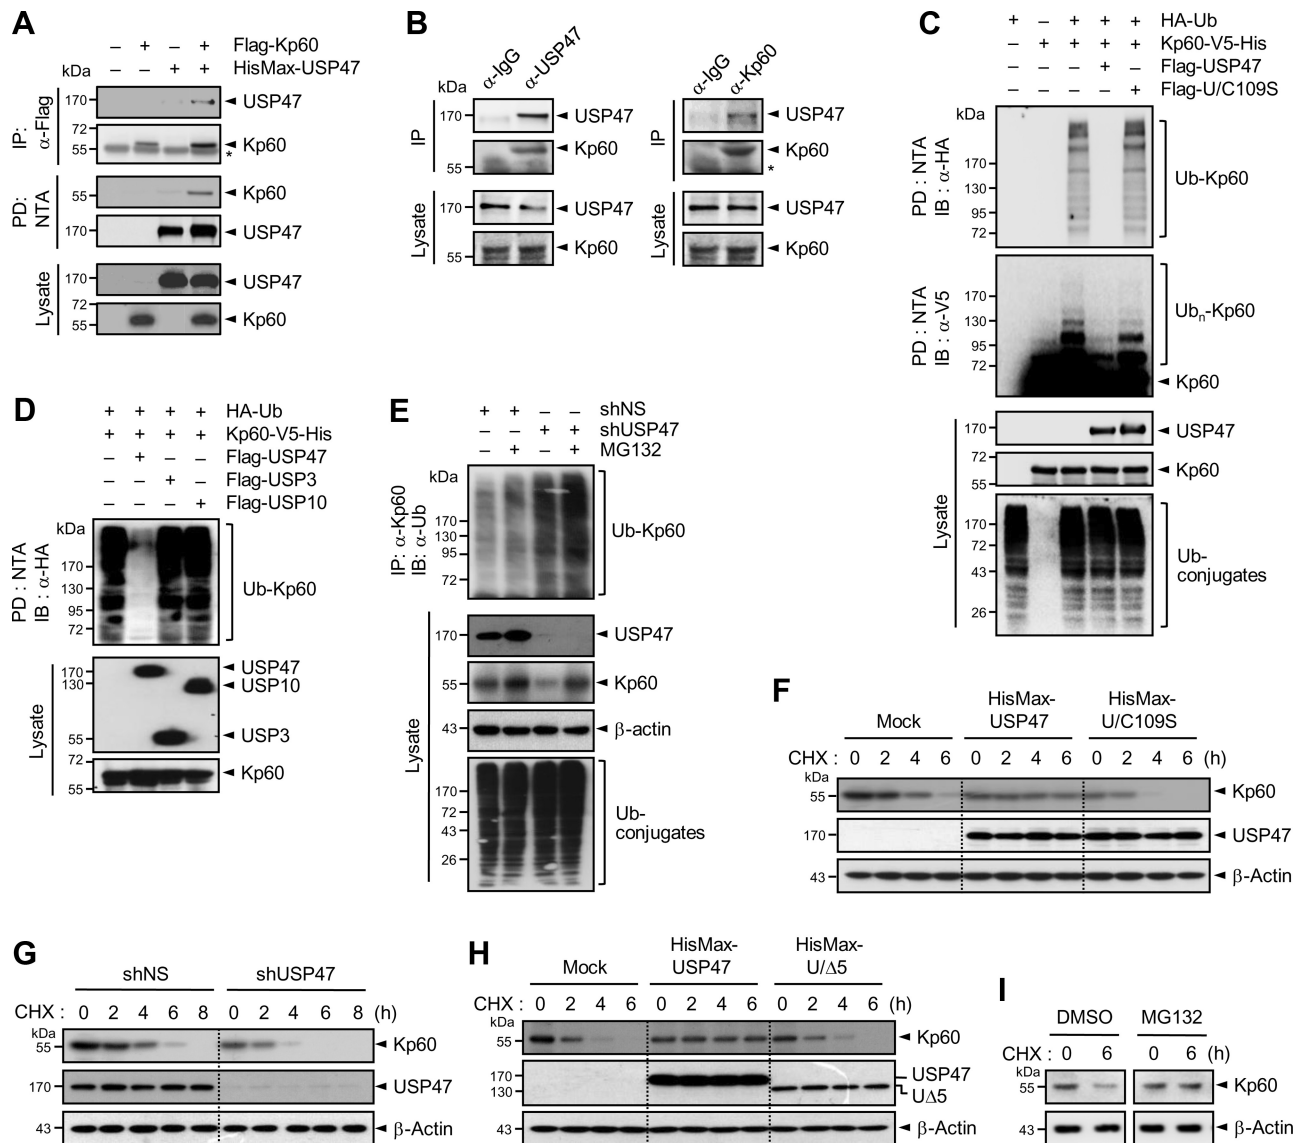 A
– + – + Flag-Kp60
– – + + HisMax-USP47
kDa
IP: α-Flag
170 USP47
72
55 Kp60
*
PD: NTA
55 Kp60
170 USP47
Lysate
170 USP47
72
55 Kp60
B
α-IgG α-USP47
kDa
IP
170 USP47
Kp60
55
Lysate
170 USP47
Kp60
55
α-IgG α-Kp60
IP
USP47
Kp60
*
Lysate
USP47
Kp60
C
+ – + + + HA-Ub
– + + + + Kp60-V5-His
– – – + – Flag-USP47
– – – – + Flag-U/C109S
kDa
PD : NTA
IB : α-HA
170
130
95
72
Ub-Kp60
PD : NTA
IB : α-V5
170
130
95
72
Ubn-Kp60
Kp60
Lysate
170 USP47
72
55 Kp60
170
72
43
26
Ub-
conjugates
D
+ + + + HA-Ub
+ + + + Kp60-V5-His
– + – – Flag-USP47
– – + – Flag-USP3
– – – + Flag-USP10
kDa
PD : NTA
IB : α-HA
170
130
95
72
Ub-Kp60
Lysate
170 USP47
130 USP10
55 USP3
72
55 Kp60
E
+ + – – shNS
– – + + shUSP47
– + – + MG132
kDa
IP: α-Kp60
IB: α-Ub
170
130
95
72
Ub-Kp60
Lysate
170 USP47
55 Kp60
43 β-actin
170
72
43
26
Ub-
conjugates
F
Mock HisMax-USP47 HisMax-U/C109S
CHX : 0 2 4 6 0 2 4 6 0 2 4 6 (h)
kDa
55 Kp60
170 USP47
43 β-Actin
G
shNS shUSP47
CHX : 0 2 4 6 8 0 2 4 6 8 (h)
kDa
55 Kp60
170 USP47
43 β-Actin
H
Mock HisMax-USP47 HisMax-U/Δ5
CHX : 0 2 4 6 0 2 4 6 0 2 4 6 (h)
kDa
55 Kp60
170 USP47
130 UΔ5
43 β-Actin
I
DMSO MG132
CHX : 0 6 0 6 (h)
kDa
55 Kp60
43 β-Actin